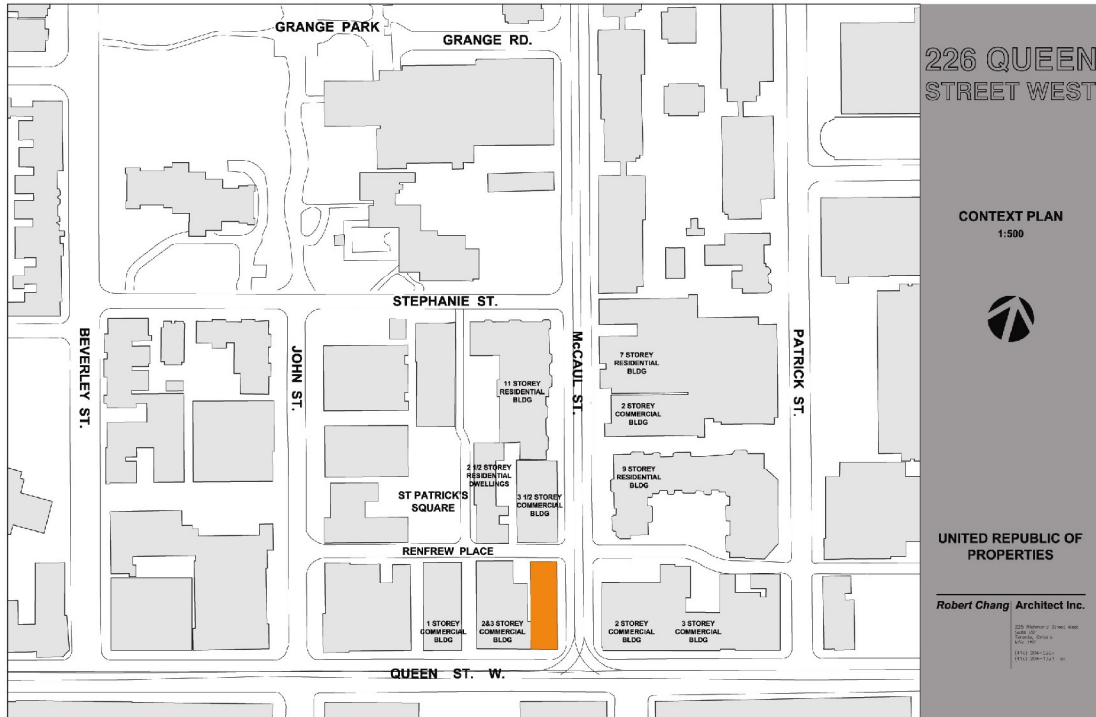 GRANGE PARK
GRANGE RD.
STEPHANIE ST.
BEVERLEY ST.
JOHN ST.
McCAUL ST.
PATRICK ST.
7 STOREY
RESIDENTIAL
BLDG
11 STOREY
RESIDENTIAL
BLDG
2 STOREY
COMMERCIAL
BLDG
2 1/2 STOREY
RESIDENTIAL
DWELLINGS
9 STOREY
RESIDENTIAL
BLDG
ST PATRICK'S
SQUARE
3 1/2 STOREY
COMMERCIAL
BLDG
RENFREW PLACE
1 STOREY
COMMERCIAL
BLDG
2&3 STOREY
COMMERCIAL
BLDG
2 STOREY
COMMERCIAL
BLDG
3 STOREY
COMMERCIAL
BLDG
QUEEN ST. W.
226 QUEEN
STREET WEST
CONTEXT PLAN
1:500
UNITED REPUBLIC OF
PROPERTIES
Robert Chang Architect Inc.